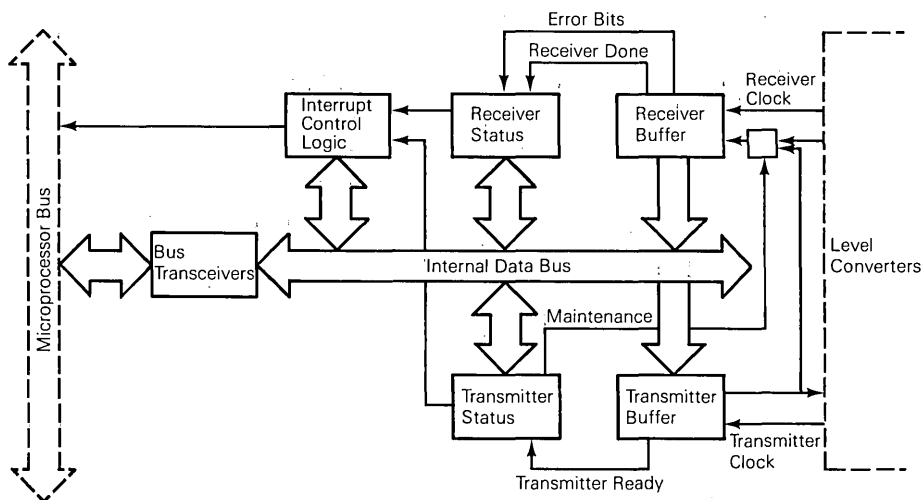 Error Bits
Receiver Done
Receiver
Clock
Interrupt
Control
Logic
Receiver
Status
Receiver
Buffer
Microprocessor Bus
Bus
Transceivers
Internal Data Bus
Level
Converters
Maintenance
Transmitter
Status
Transmitter
Buffer
Transmitter
Clock
Transmitter Ready